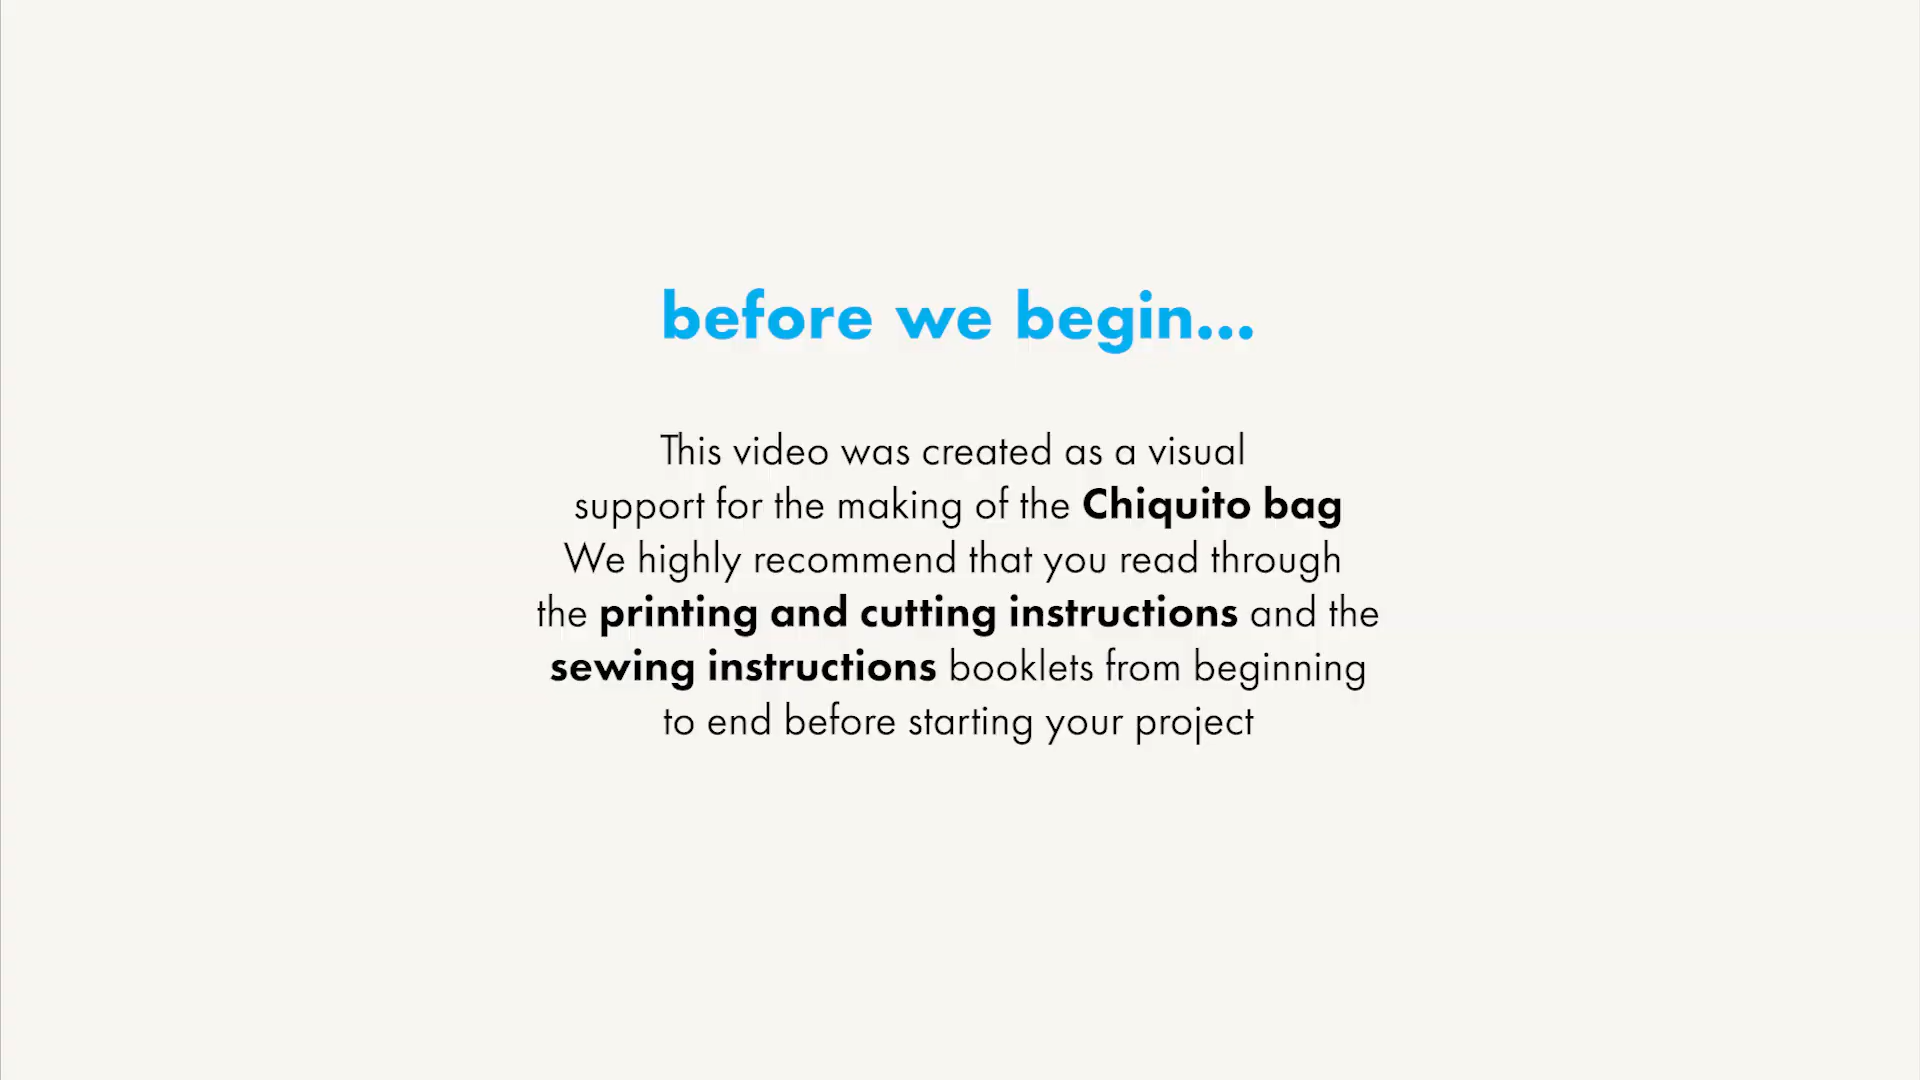 before we begin...
This video was created as a visual
support for the making of the Chiquito bag
We highly recommend that you read through
the printing and cutting instructions and the
sewing instructions booklets from beginning
to end before starting your project